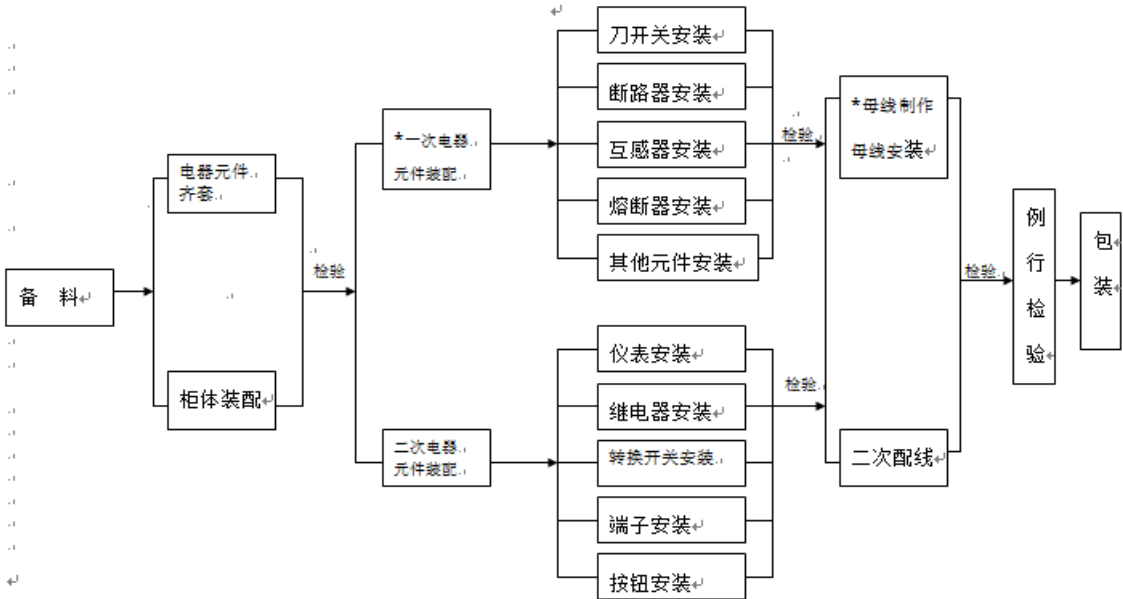 备 料
电器元件
齐套
柜体装配
检验
*一次电器
元件装配
二次电器
元件装配
刀开关安装
断路器安装
互感器安装
熔断器安装
其他元件安装
仪表安装
继电器安装
转换开关安装
端子安装
按钮安装
检验
检验
*母线制作
母线安装
二次配线
检验
例
行
检
验
包
装